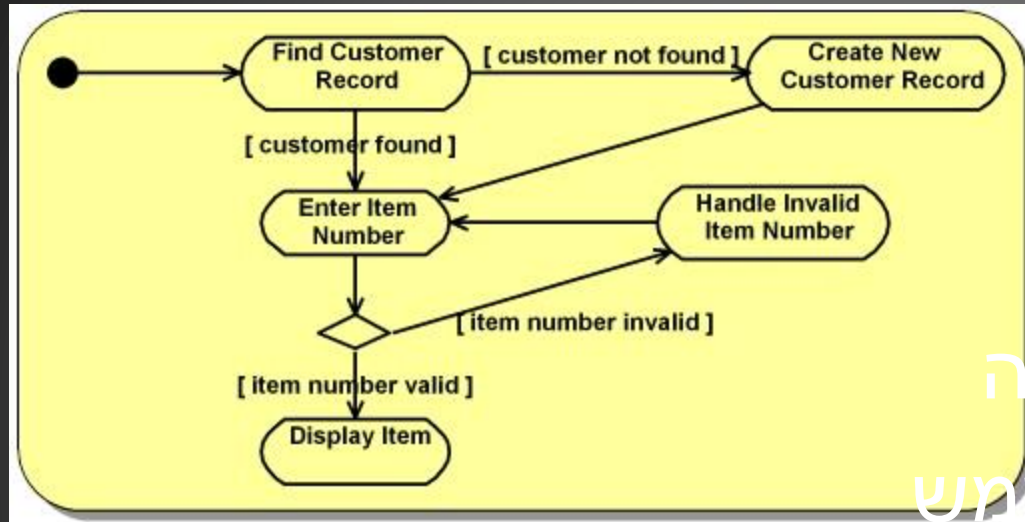 Find Customer
Record
[ customer not found ]
Create New
Customer Record
[ customer found ]
Enter Item
Number
Handle Invalid
Item Number
[ item number invalid ]
[ item number valid ]
Display Item
ה
מש